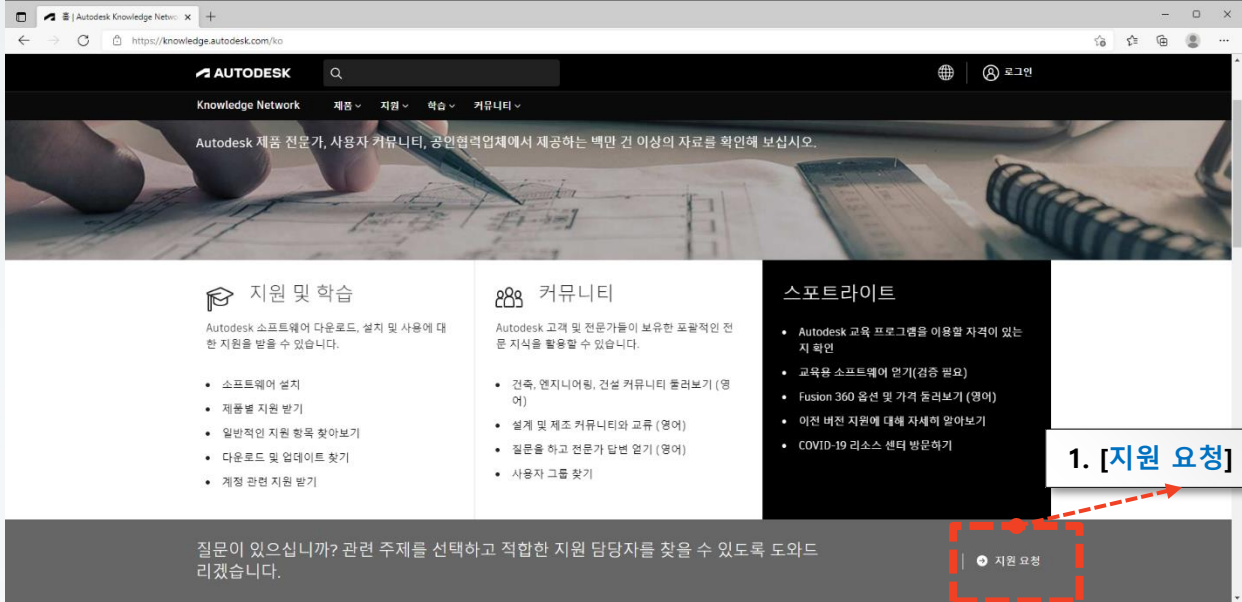 홈 | Autodesk Knowledge Netwo
https://knowledge.autodesk.com/ko
AUTODESK
로그인
Knowledge Network 제품 지원 학습 커뮤니티
Autodesk 제품 전문가, 사용자 커뮤니티, 공인협력업체에서 제공하는 백만 건 이상의 자료를 확인해 보십시오.
지원 및 학습
Autodesk 소프트웨어 다운로드, 설치 및 사용에 대
한 지원을 받을 수 있습니다.
• 소프트웨어 설치
• 제품별 지원 받기
• 일반적인 지원 항목 찾아보기
• 다운로드 및 업데이트 찾기
• 계정 관련 지원 받기
커뮤니티
Autodesk 고객 및 전문가들이 보유한 포괄적인 전
문 지식을 활용할 수 있습니다.
• 건축, 엔지니어링, 건설 커뮤니티 둘러보기 (영
어)
• 설계 및 제조 커뮤니티와 교류 (영어)
• 질문을 하고 전문가 답변 얻기 (영어)
• 사용자 그룹 찾기
스포트라이트
• Autodesk 교육 프로그램을 이용할 자격이 있는
지 확인
• 교육용 소프트웨어 얻기(검증 필요)
• Fusion 360 옵션 및 가격 둘러보기 (영어)
• 이전 버전 지원에 대해 자세히 알아보기
• COVID-19 리소스 센터 방문하기
1. [지원 요청]
질문이 있으십니까? 관련 주제를 선택하고 적합한 지원 담당자를 찾을 수 있도록 도와드
리겠습니다.
지원 요청